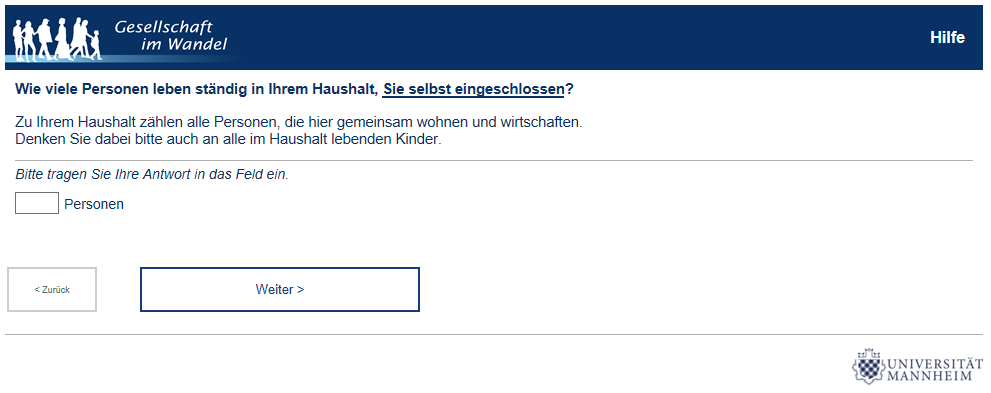 Gesellschaft
im Wandel
Hilfe
Wie viele Personen leben ständig in Ihrem Haushalt, Sie selbst eingeschlossen?
Zu Ihrem Haushalt zählen alle Personen, die hier gemeinsam wohnen und wirtschaften.
Denken Sie dabei bitte auch an alle im Haushalt lebenden Kinder.
Bitte tragen Sie Ihre Antwort in das Feld ein.
Personen
< Zurück
Weiter >
UNIVERSITÄT
MANNHEIM